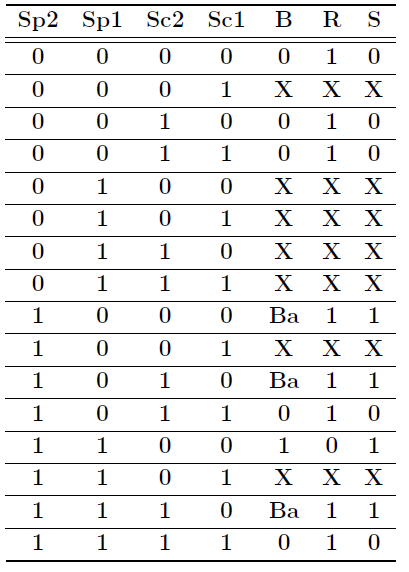 Sp2 Sp1 Sc2 Sc1 B R S
0 0 0 0 0 1 0
0 0 0 1 X X X
0 0 1 0 0 1 0
0 0 1 1 0 1 0
0 1 0 0 X X X
0 1 0 1 X X X
0 1 1 0 X X X
0 1 1 1 X X X
1 0 0 0 Ba 1 1
1 0 0 1 X X X
1 0 1 0 Ba 1 1
1 0 1 1 0 1 0
1 1 0 0 1 0 1
1 1 0 1 X X X
1 1 1 0 Ba 1 1
1 1 1 1 0 1 0